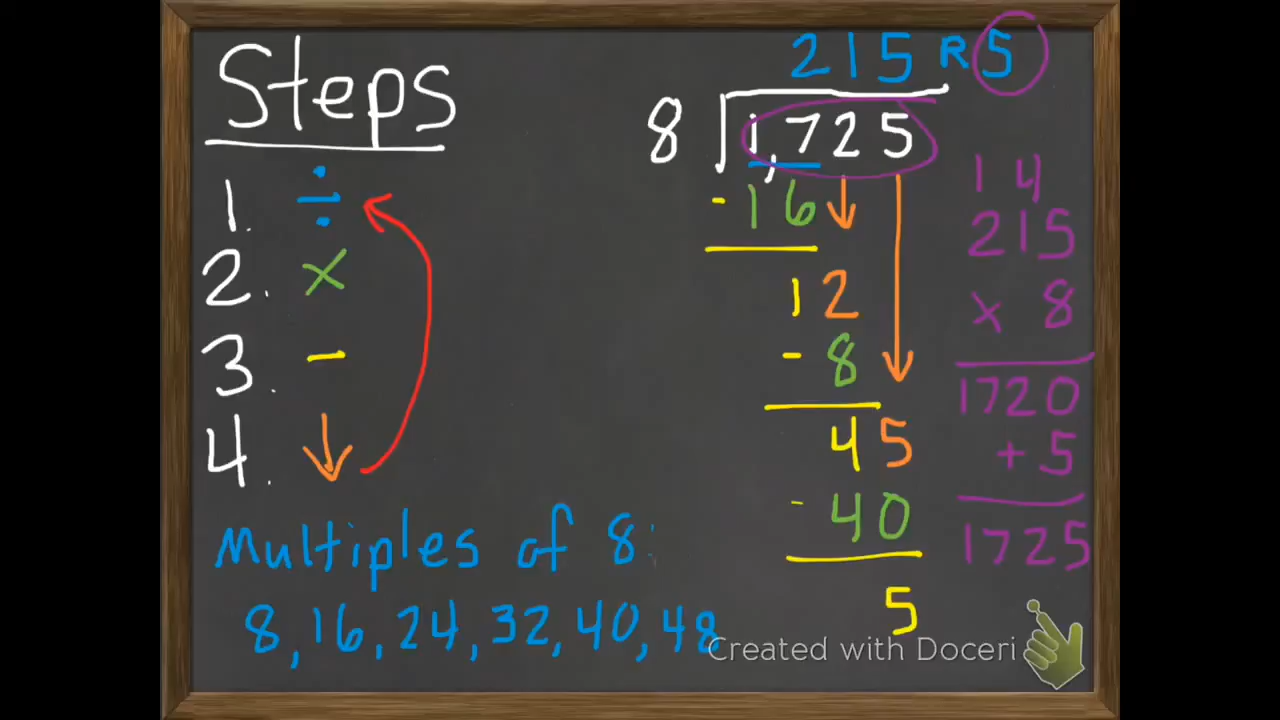 Steps
1. ÷
2. ×
3. -
4. ↓
Multiples of 8:
8, 16, 24, 32, 40, 48
215 R 5
8 1,725
- 16
12
- 8
45
- 40
5
1 4
215
x 8
1720
+ 5
1725
Created with Doceri